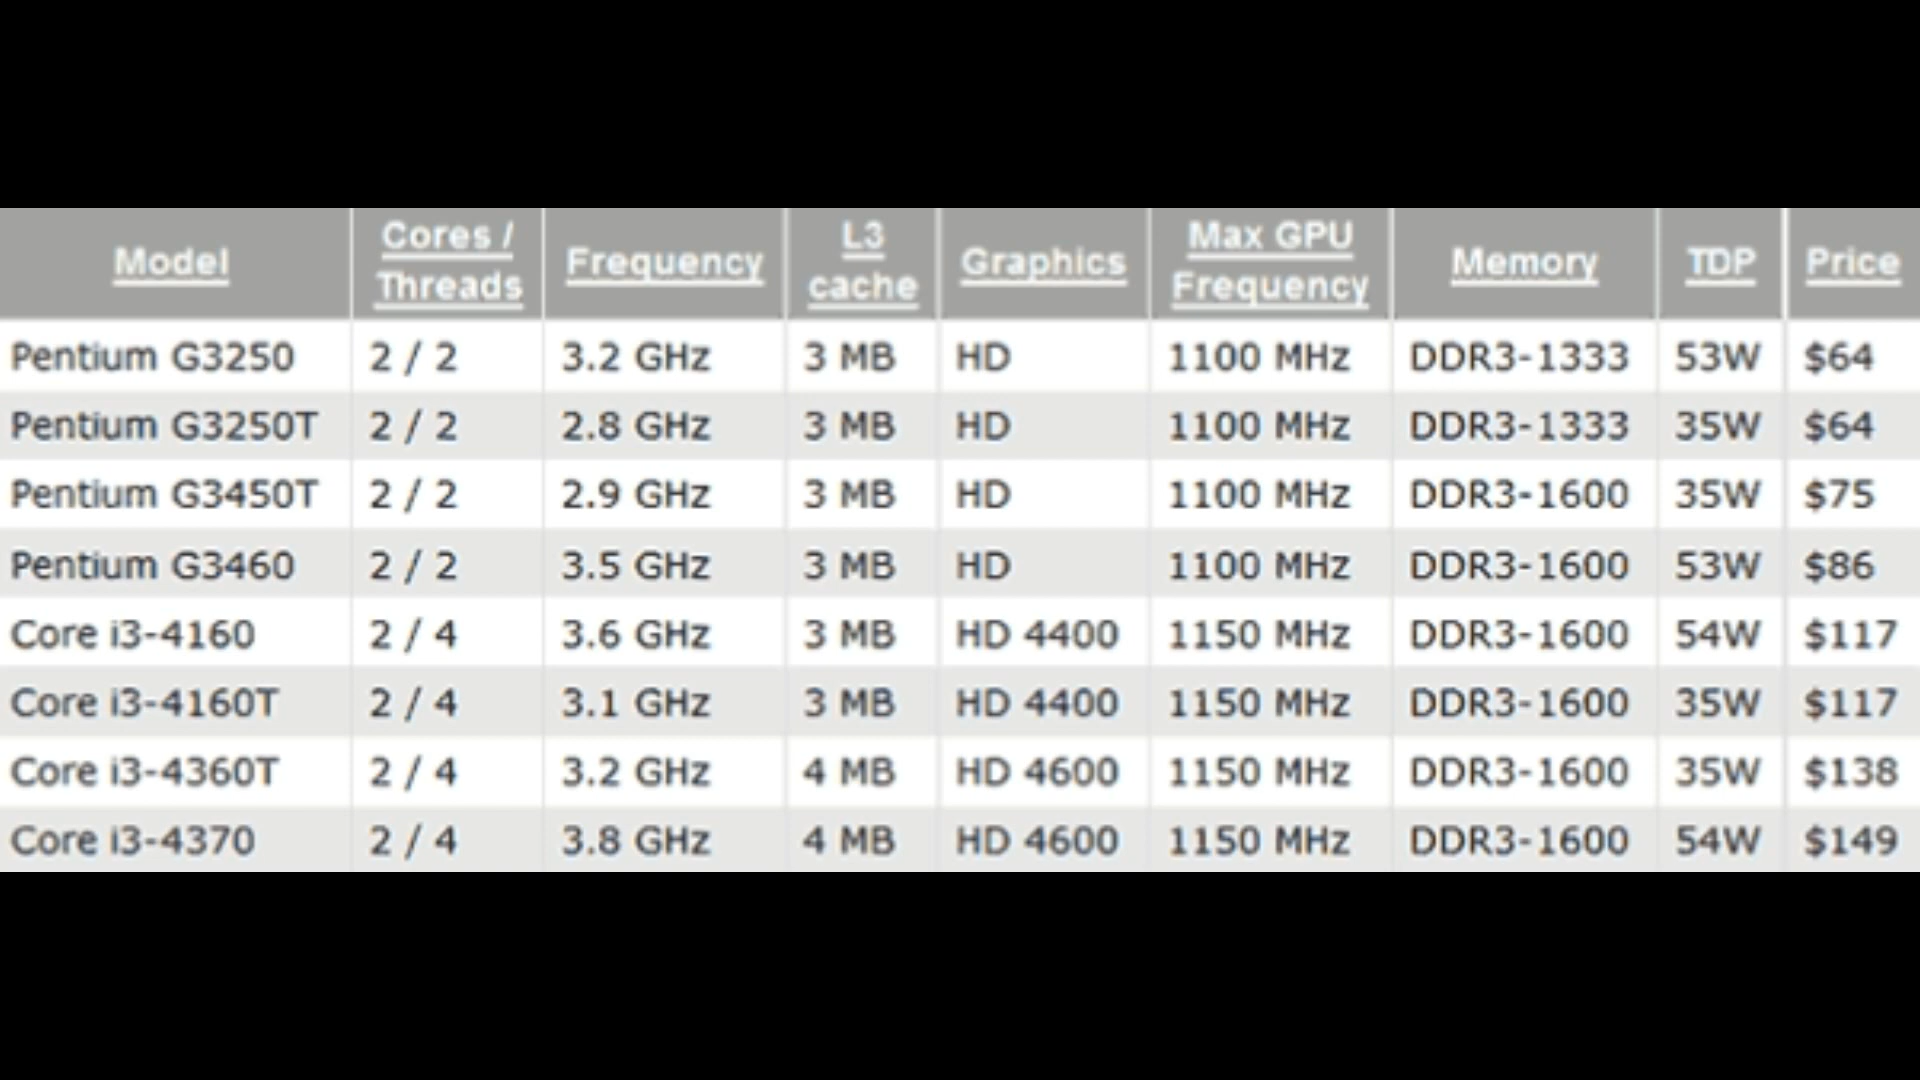 Model Cores / Threads Frequency L3 cache Graphics Max GPU Frequency Memory TDP Price
Pentium G3250 2 / 2 3.2 GHz 3 MB HD 1100 MHz DDR3-1333 53W $64
Pentium G3250T 2 / 2 2.8 GHz 3 MB HD 1100 MHz DDR3-1333 35W $64
Pentium G3450T 2 / 2 2.9 GHz 3 MB HD 1100 MHz DDR3-1600 35W $75
Pentium G3460 2 / 2 3.5 GHz 3 MB HD 1100 MHz DDR3-1600 53W $86
Core i3-4160 2 / 4 3.6 GHz 3 MB HD 4400 1150 MHz DDR3-1600 54W $117
Core i3-4160T 2 / 4 3.1 GHz 3 MB HD 4400 1150 MHz DDR3-1600 35W $117
Core i3-4360T 2 / 4 3.2 GHz 4 MB HD 4600 1150 MHz DDR3-1600 35W $138
Core i3-4370 2 / 4 3.8 GHz 4 MB HD 4600 1150 MHz DDR3-1600 54W $149